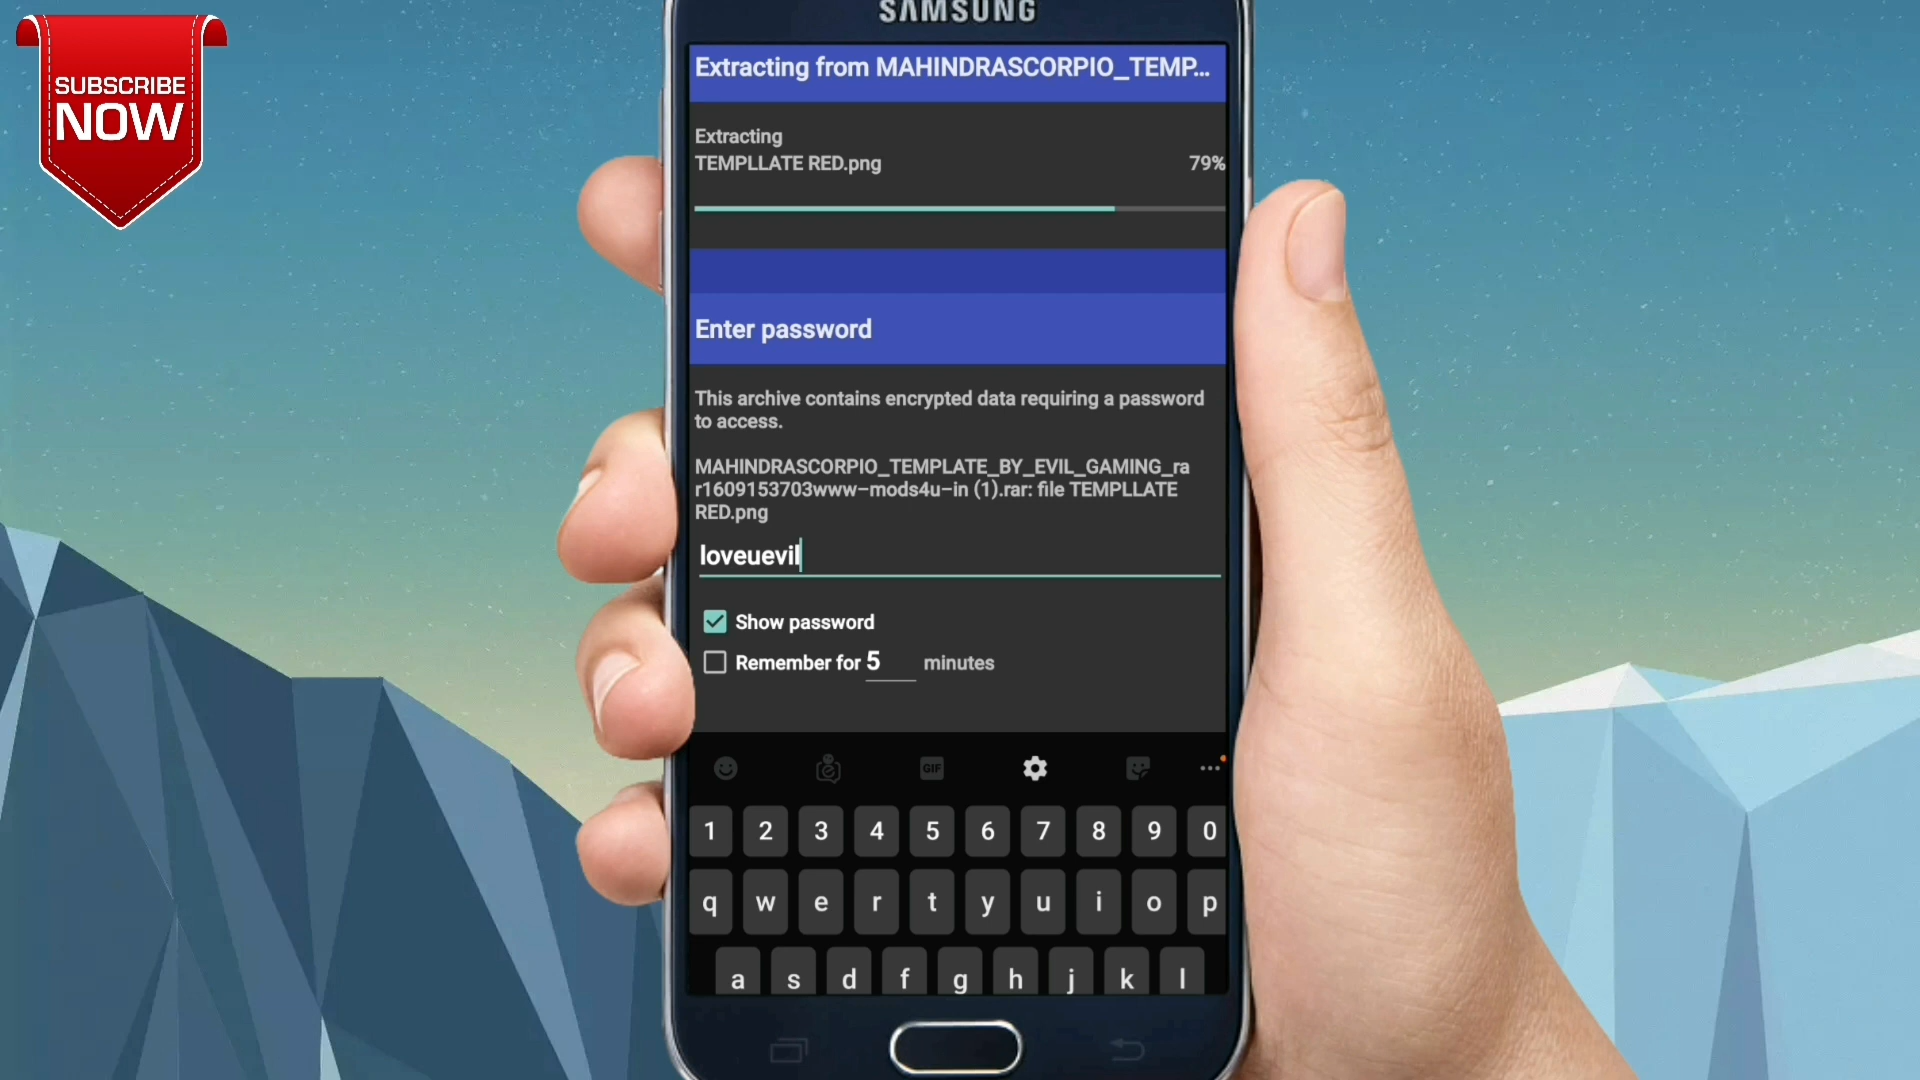 SUBSCRIBE
NOW
SAMSUNG
Extracting from MAHINDRASCORPIO_TEMP...
Extracting
TEMPLLATE RED.png 79%
Enter password
This archive contains encrypted data requiring a password
to access.
MAHINDRASCORPIO_TEMPLATE_BY_EVIL_GAMING_ra
r1609153703www-mods4u-in (1).rar: file TEMPLLATE
RED.png
loveuevil
Show password
Remember for 5 minutes
GIF
1 2 3 4 5 6 7 8 9 0
q w e r t y u i o p
a s d f g h j k l